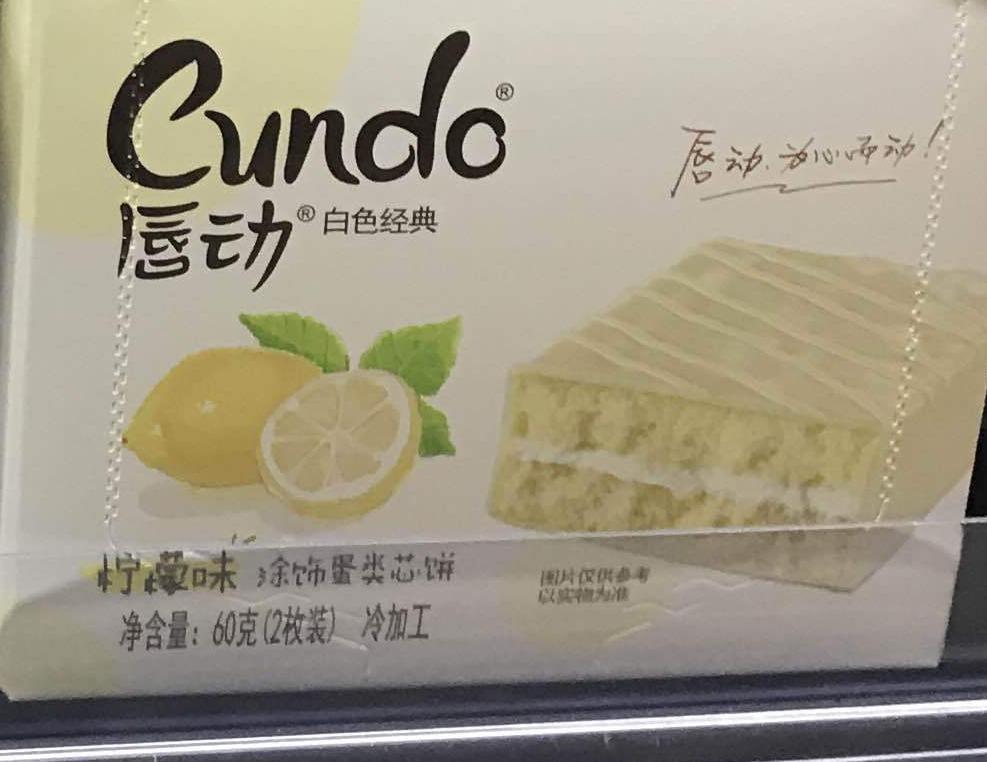 Cundo®
唇动® 白色经典
唇动.为心而动!
柠檬味 涂饰蛋类芯饼
净含量: 60克(2枚装) 冷加工
图片仅供参考
以实物为准